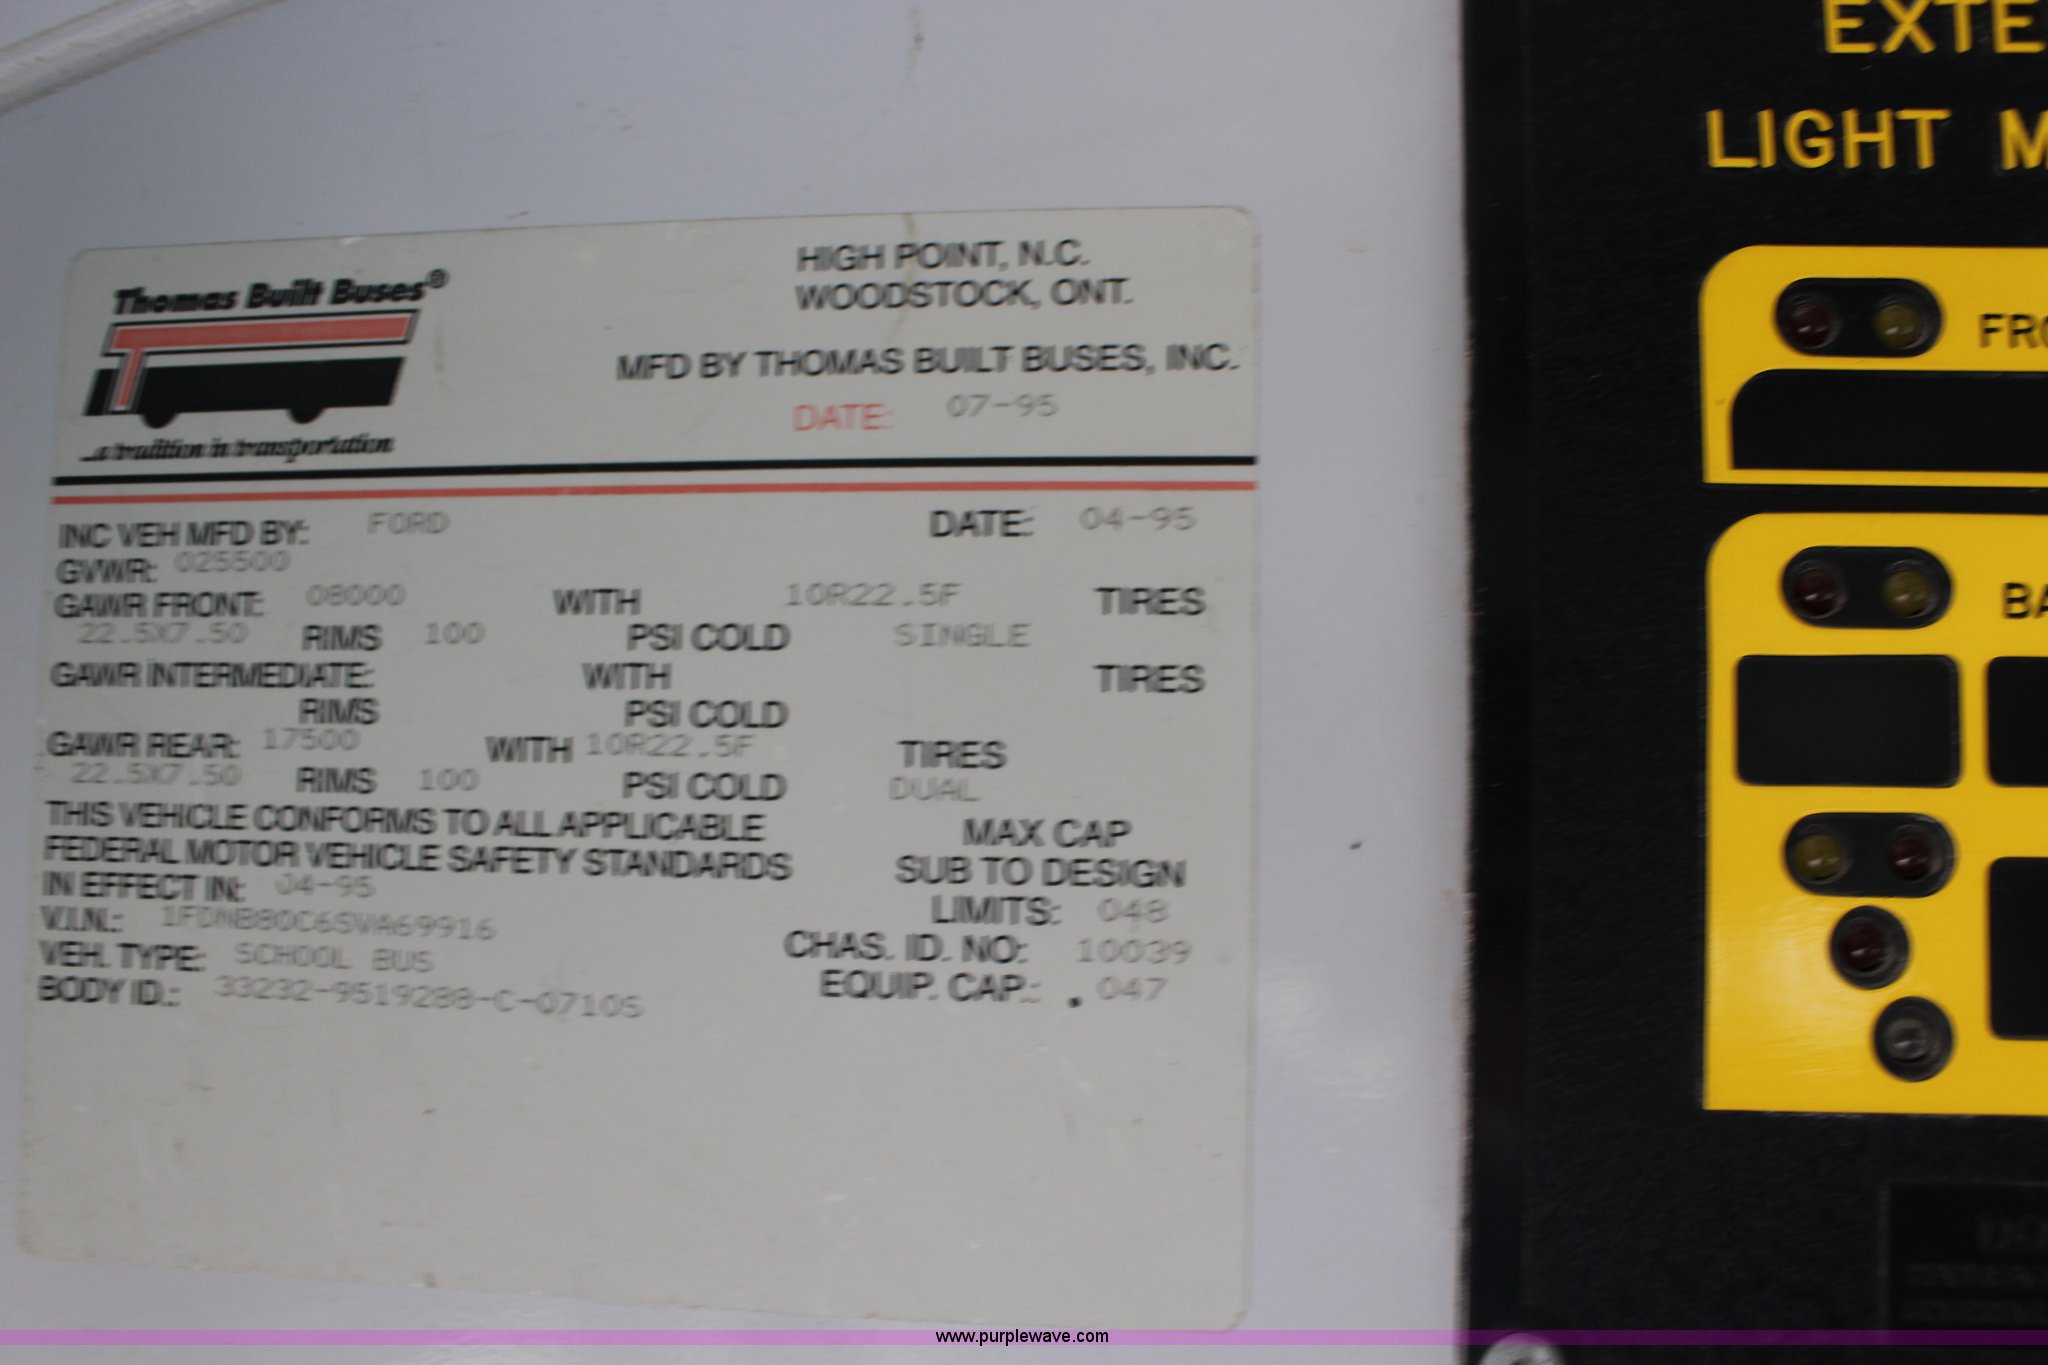 Thomas Built Buses®
...a tradition in transportation
HIGH POINT, N.C.
WOODSTOCK, ONT.
MFD BY THOMAS BUILT BUSES, INC.
DATE: 07-95
INC VEH MFD BY: FORD DATE: 04-95
GVWR: 025500
GAWR FRONT: 08000 WITH 10R22.5F TIRES
22.5X7.50 RIMS 100 PSI COLD SINGLE
GAWR INTERMEDIATE: WITH TIRES
RIMS PSI COLD
GAWR REAR: 17500 WITH 10R22.5F TIRES
22.5X7.50 RIMS 100 PSI COLD DUAL
THIS VEHICLE CONFORMS TO ALL APPLICABLE
FEDERAL MOTOR VEHICLE SAFETY STANDARDS
IN EFFECT IN: 04-95
V.I.N.: 1FDNB80C6SVA69916
VEH. TYPE: SCHOOL BUS
BODY ID.: 33232-9519288-C-0710S
MAX CAP
SUB TO DESIGN
LIMITS: 048
CHAS. ID. NO: 10039
EQUIP. CAP.: 047
EXTE
LIGHT M
FRO
BA
www.purplewave.com